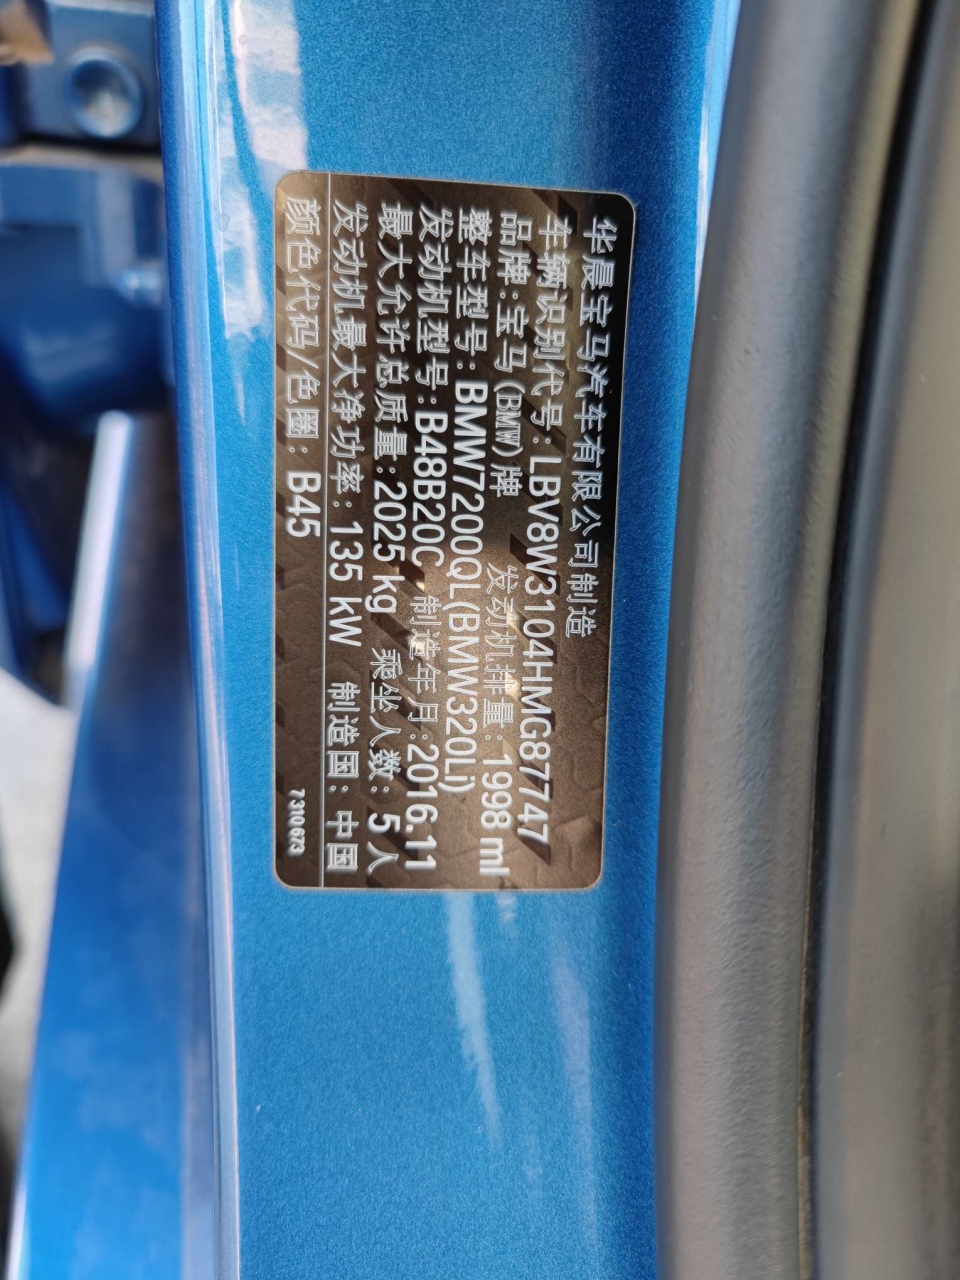 华晨宝马汽车有限公司制造
车辆识别代号:LBV8W3104HMG87747
品牌:宝马(BMW)牌 发动机排量:1998 ml
整车型号:BMW7200QL(BMW320Li)
发动机型号:B48B20C 制造年月:2016.11
最大允许总质量:2025 kg 乘坐人数:5人
发动机最大净功率:135 kW 制造国:中国
颜色代码/色圈:B45
7310673